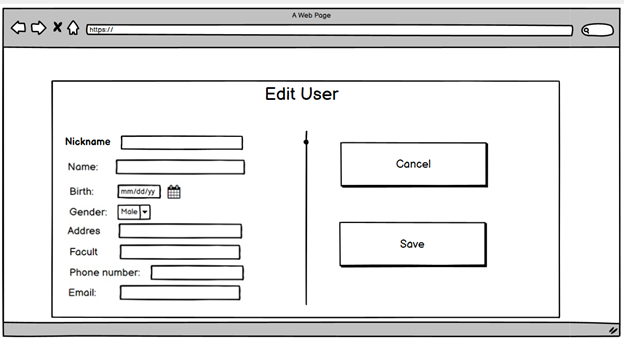 A Web Page
https://
Edit User
Nickname
Name:
Birth: mm/dd/yy
Gender: Male
Addres
Facult
Phone number:
Email:
Cancel
Save